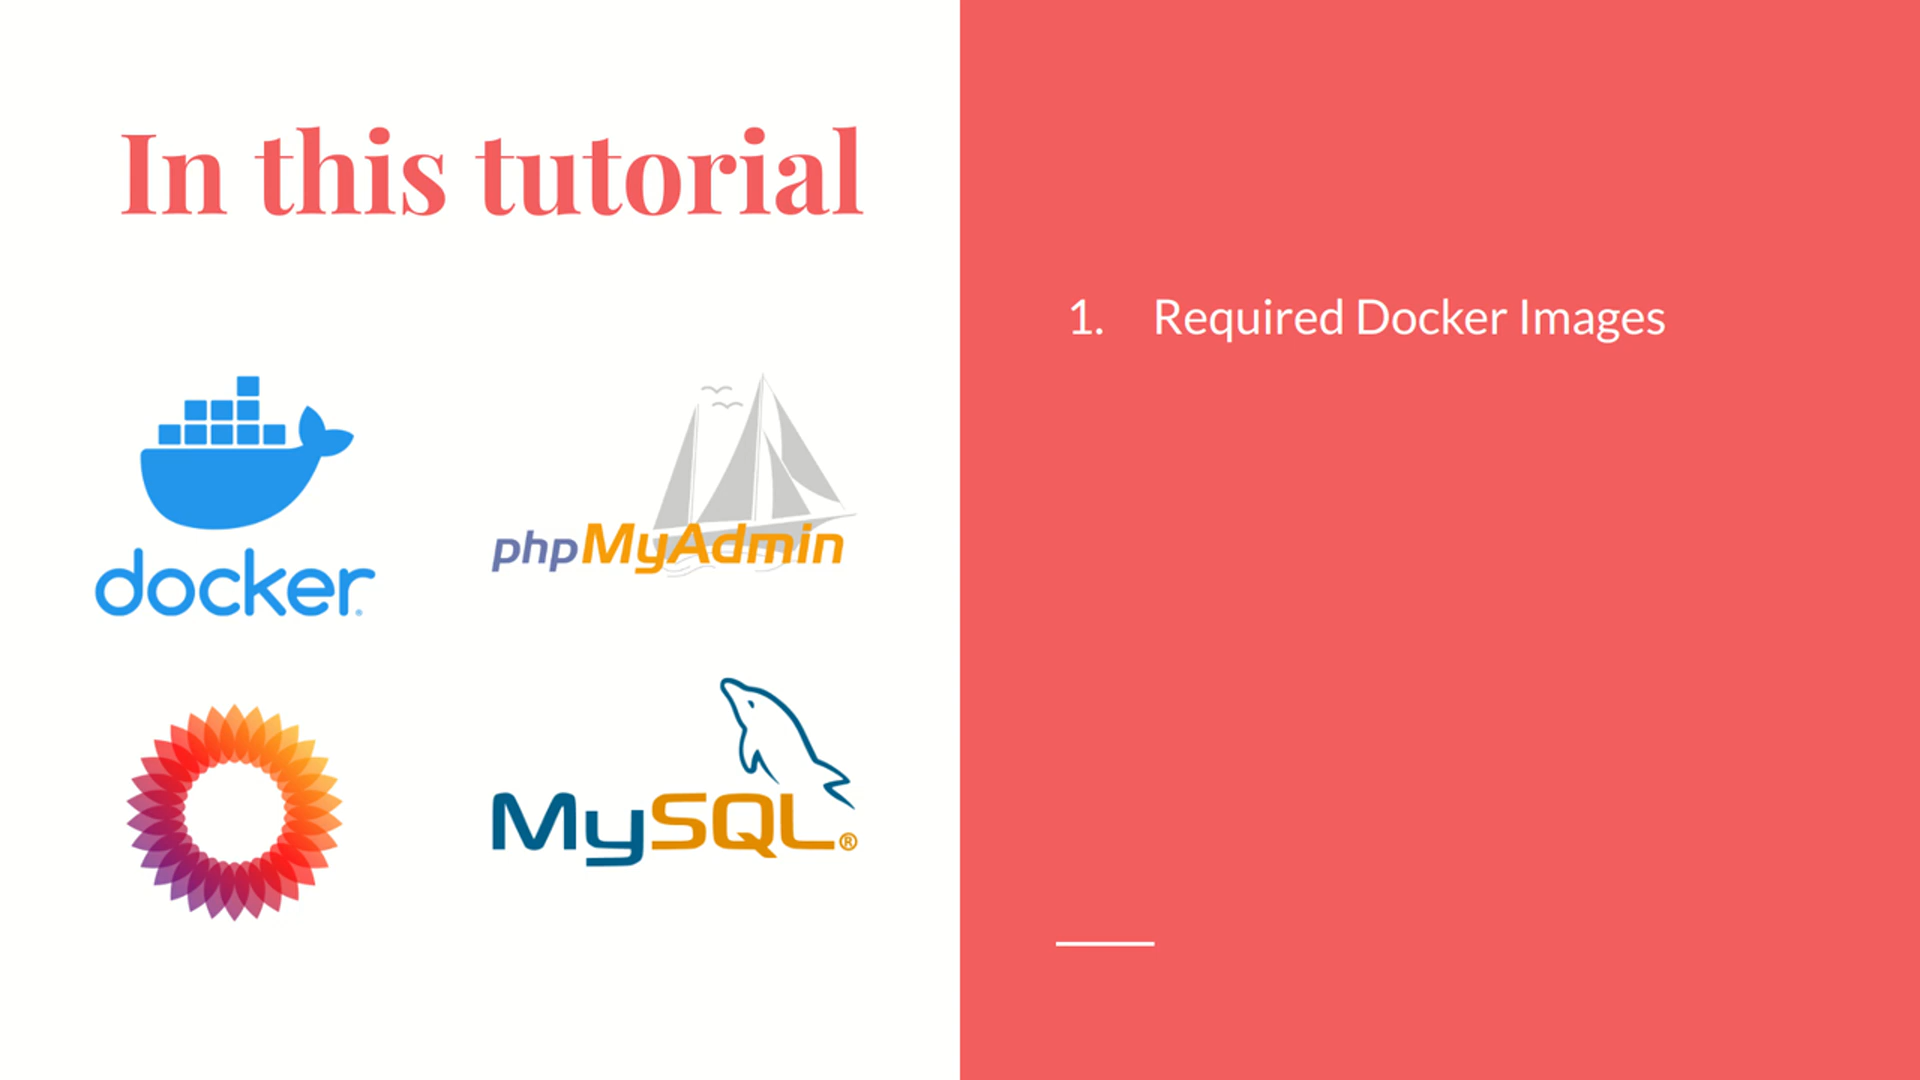 In this tutorial
docker
phpMyAdmin
MySQL®
1. Required Docker Images